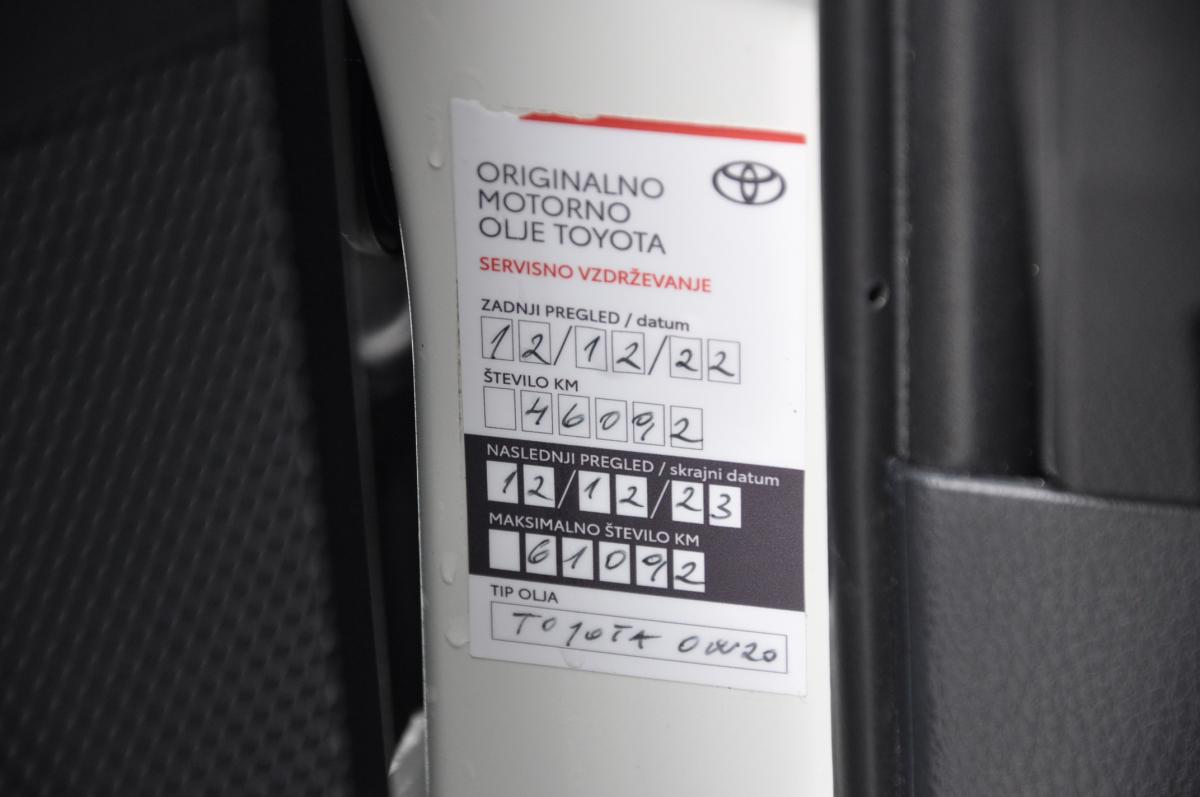 ORIGINALNO
MOTORNO
OLJE TOYOTA
SERVISNO VZDRŽEVANJE
ZADNJI PREGLED / datum
12/12/22
ŠTEVILO KM
46092
NASLEDNJI PREGLED / skrajni datum
12/12/23
MAKSIMALNO ŠTEVILO KM
61092
TIP OLJA
TOYOTA 0W20